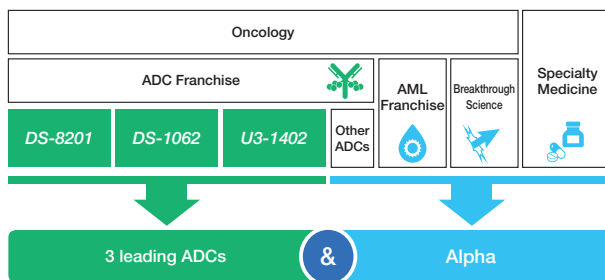 Oncology
ADC Franchise
AML
Franchise
Breakthrough
Science
Specialty
Medicine
DS-8201
DS-1062
U3-1402
Other
ADCs
3 leading ADCs
&
Alpha